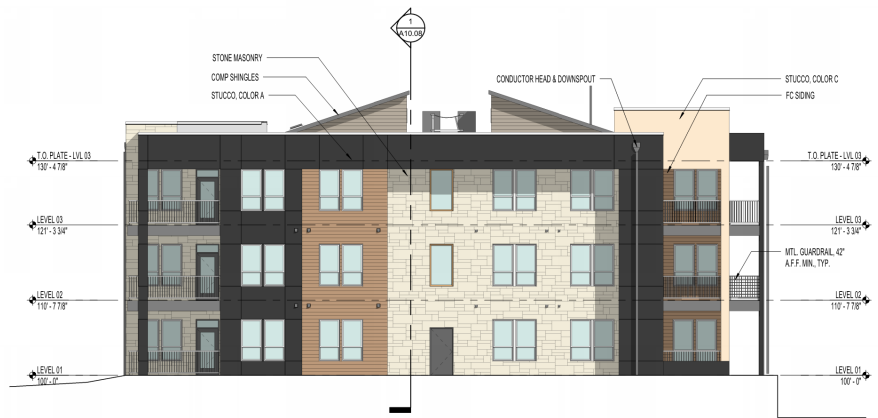 1
A10.08
STONE MASONRY
COMP SHINGLES
STUCCO, COLOR A
CONDUCTOR HEAD & DOWNSPOUT
STUCCO, COLOR C
FC SIDING
T.O. PLATE - LVL 03
130' - 4 7/8"
T.O. PLATE - LVL 03
130' - 4 7/8"
LEVEL 03
121' - 3 3/4"
LEVEL 03
121' - 3 3/4"
MTL. GUARDRAIL, 42"
A.F.F. MIN., TYP.
LEVEL 02
110' - 7 7/8"
LEVEL 02
110' - 7 7/8"
LEVEL 01
100' - 0"
LEVEL 01
100' - 0"